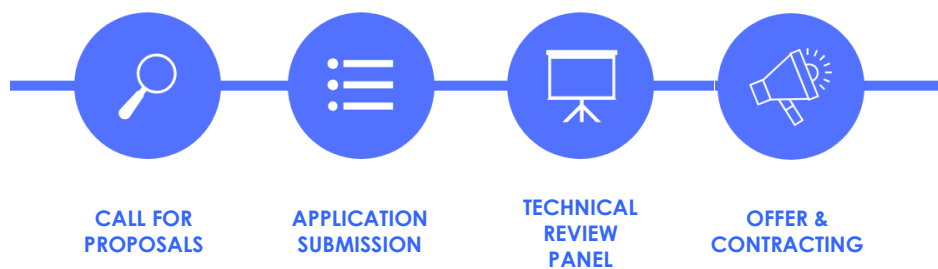 CALL FOR
PROPOSALS
APPLICATION
SUBMISSION
TECHNICAL
REVIEW
PANEL
OFFER &
CONTRACTING